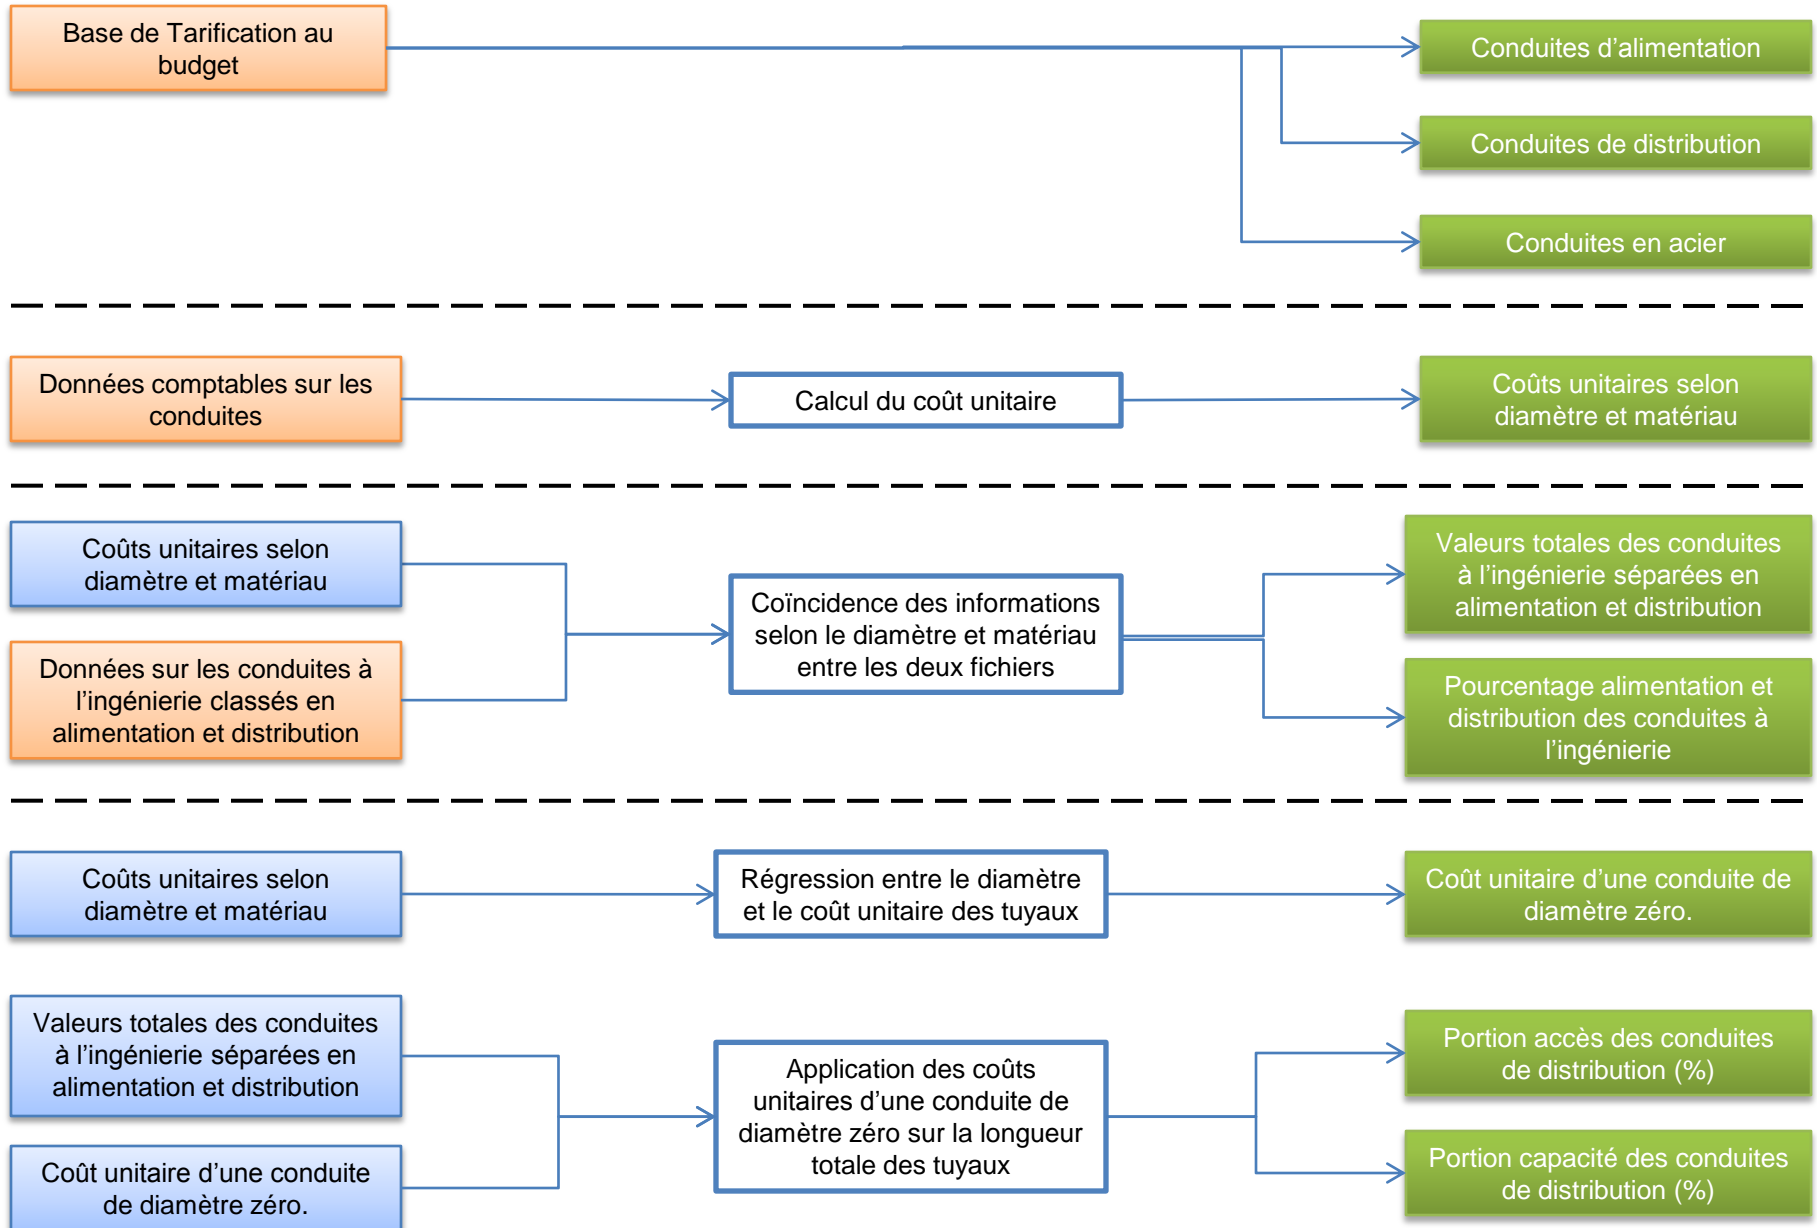 Base de Tarification au
budget
Conduites d’alimentation
Conduites de distribution
Conduites en acier
Données comptables sur les
conduites
Calcul du coût unitaire
Coûts unitaires selon
diamètre et matériau
Coûts unitaires selon
diamètre et matériau
Données sur les conduites à
l’ingénierie classés en
alimentation et distribution
Coïncidence des informations
selon le diamètre et matériau
entre les deux fichiers
Valeurs totales des conduites
à l’ingénierie séparées en
alimentation et distribution
Pourcentage alimentation et
distribution des conduites à
l’ingénierie
Coûts unitaires selon
diamètre et matériau
Régression entre le diamètre
et le coût unitaire des tuyaux
Coût unitaire d’une conduite de
diamètre zéro.
Valeurs totales des conduites
à l’ingénierie séparées en
alimentation et distribution
Coût unitaire d’une conduite
de diamètre zéro.
Application des coûts
unitaires d’une conduite de
diamètre zéro sur la longueur
totale des tuyaux
Portion accès des conduites
de distribution (%)
Portion capacité des conduites
de distribution (%)